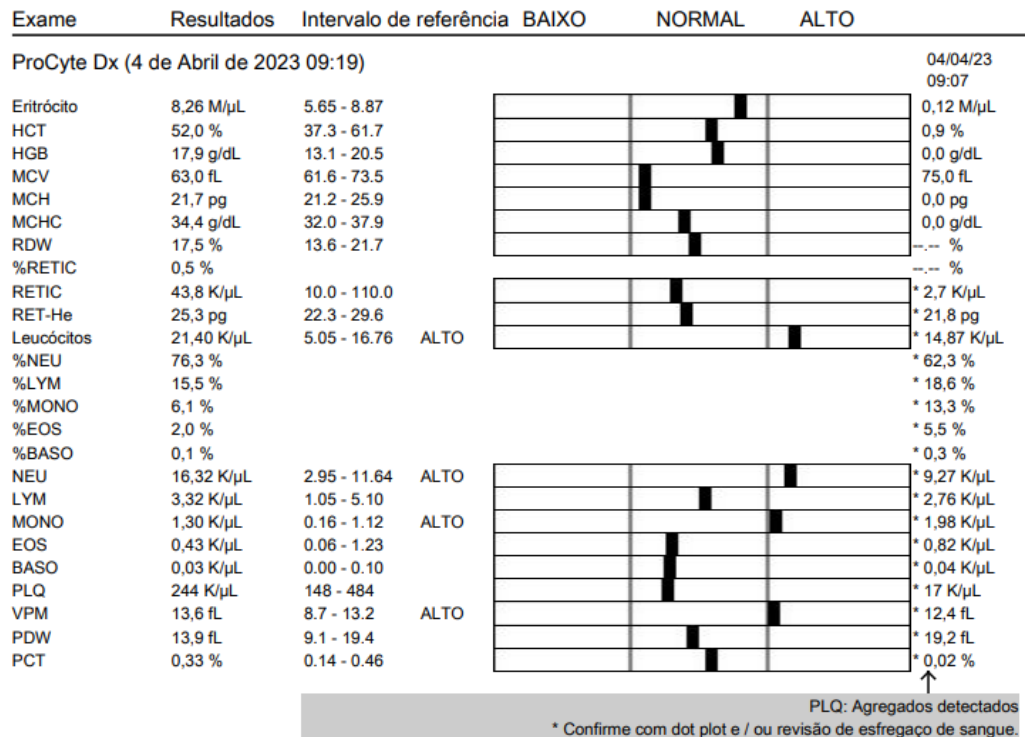 Exame Resultados Intervalo de referência BAIXO NORMAL ALTO
ProCyte Dx (4 de Abril de 2023 09:19) 04/04/23
09:07
Eritrócito 8,26 M/µL 5.65 - 8.87 0,12 M/µL
HCT 52,0 % 37.3 - 61.7 0,9 %
HGB 17,9 g/dL 13.1 - 20.5 0,0 g/dL
MCV 63,0 fL 61.6 - 73.5 75,0 fL
MCH 21,7 pg 21.2 - 25.9 0,0 pg
MCHC 34,4 g/dL 32.0 - 37.9 0,0 g/dL
RDW 17,5 % 13.6 - 21.7 --.-- %
%RETIC 0,5 % --.-- %
RETIC 43,8 K/µL 10.0 - 110.0 * 2,7 K/µL
RET-He 25,3 pg 22.3 - 29.6 * 21,8 pg
Leucócitos 21,40 K/µL 5.05 - 16.76 ALTO * 14,87 K/µL
%NEU 76,3 % * 62,3 %
%LYM 15,5 % * 18,6 %
%MONO 6,1 % * 13,3 %
%EOS 2,0 % * 5,5 %
%BASO 0,1 % * 0,3 %
NEU 16,32 K/µL 2.95 - 11.64 ALTO * 9,27 K/µL
LYM 3,32 K/µL 1.05 - 5.10 * 2,76 K/µL
MONO 1,30 K/µL 0.16 - 1.12 ALTO * 1,98 K/µL
EOS 0,43 K/µL 0.06 - 1.23 * 0,82 K/µL
BASO 0,03 K/µL 0.00 - 0.10 * 0,04 K/µL
PLQ 244 K/µL 148 - 484 * 17 K/µL
VPM 13,6 fL 8.7 - 13.2 ALTO * 12,4 fL
PDW 13,9 fL 9.1 - 19.4 * 19,2 fL
PCT 0,33 % 0.14 - 0.46 * 0,02 %
PLQ: Agregados detectados
* Confirme com dot plot e / ou revisão de esfregaço de sangue.